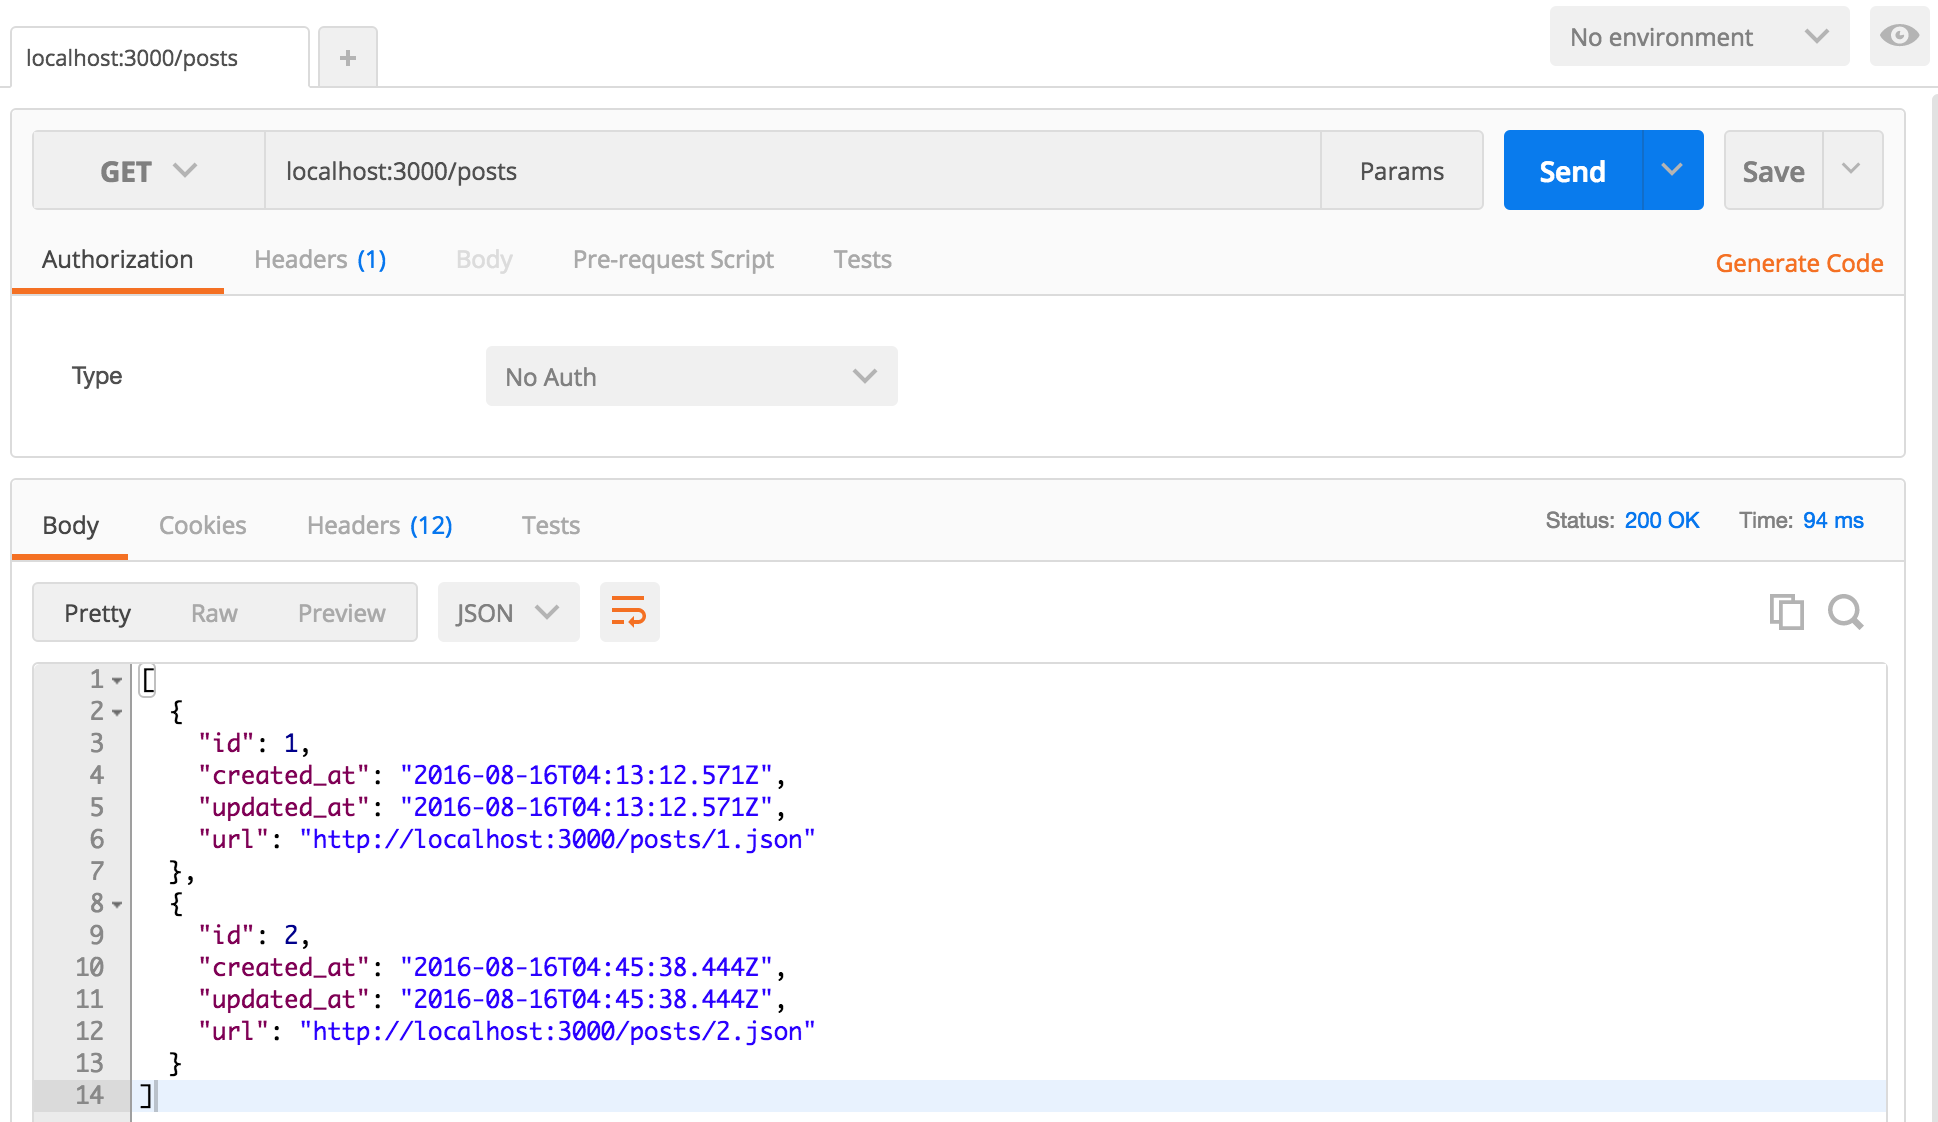 localhost:3000/posts +
No environment
GET localhost:3000/posts Params Send Save
Authorization Headers (1) Body Pre-request Script Tests Generate Code
Type No Auth
Body Cookies Headers (12) Tests Status: 200 OK Time: 94 ms
Pretty Raw Preview JSON
1 [
2 {
3 "id": 1,
4 "created_at": "2016-08-16T04:13:12.571Z",
5 "updated_at": "2016-08-16T04:13:12.571Z",
6 "url": "http://localhost:3000/posts/1.json"
7 },
8 {
9 "id": 2,
10 "created_at": "2016-08-16T04:45:38.444Z",
11 "updated_at": "2016-08-16T04:45:38.444Z",
12 "url": "http://localhost:3000/posts/2.json"
13 }
14 ]